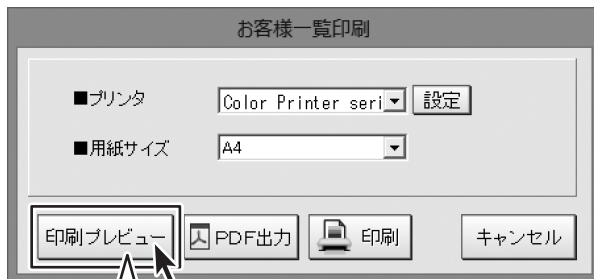 お客様一覧印刷
■プリンタ Color Printer seri 設定
■用紙サイズ A4
印刷プレビュー PDF出力 印刷 キャンセル